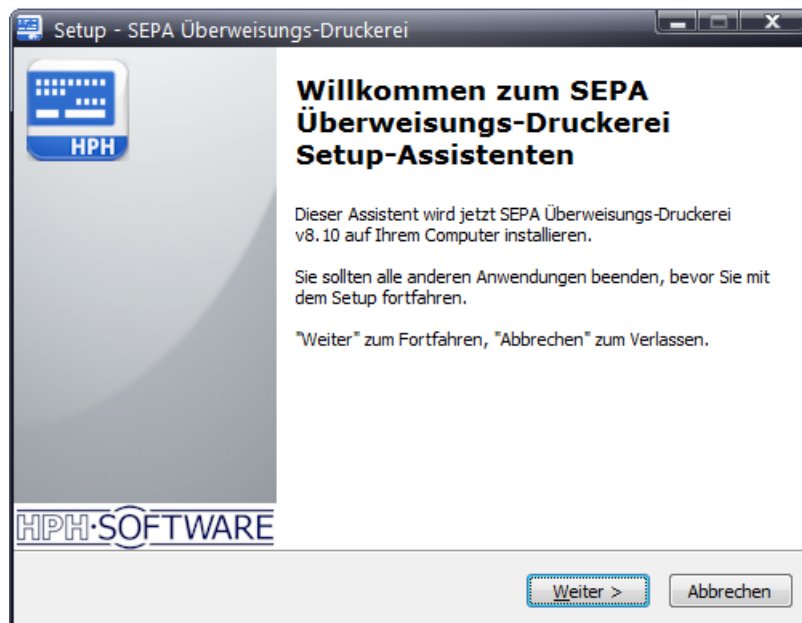 Setup - SEPA Überweisungs-Druckerei
HPH
Willkommen zum SEPA
Überweisungs-Druckerei
Setup-Assistenten
Dieser Assistent wird jetzt SEPA Überweisungs-Druckerei
v8.10 auf Ihrem Computer installieren.
Sie sollten alle anderen Anwendungen beenden, bevor Sie mit
dem Setup fortfahren.
"Weiter" zum Fortfahren, "Abbrechen" zum Verlassen.
HPH·SOFTWARE
Weiter >
Abbrechen